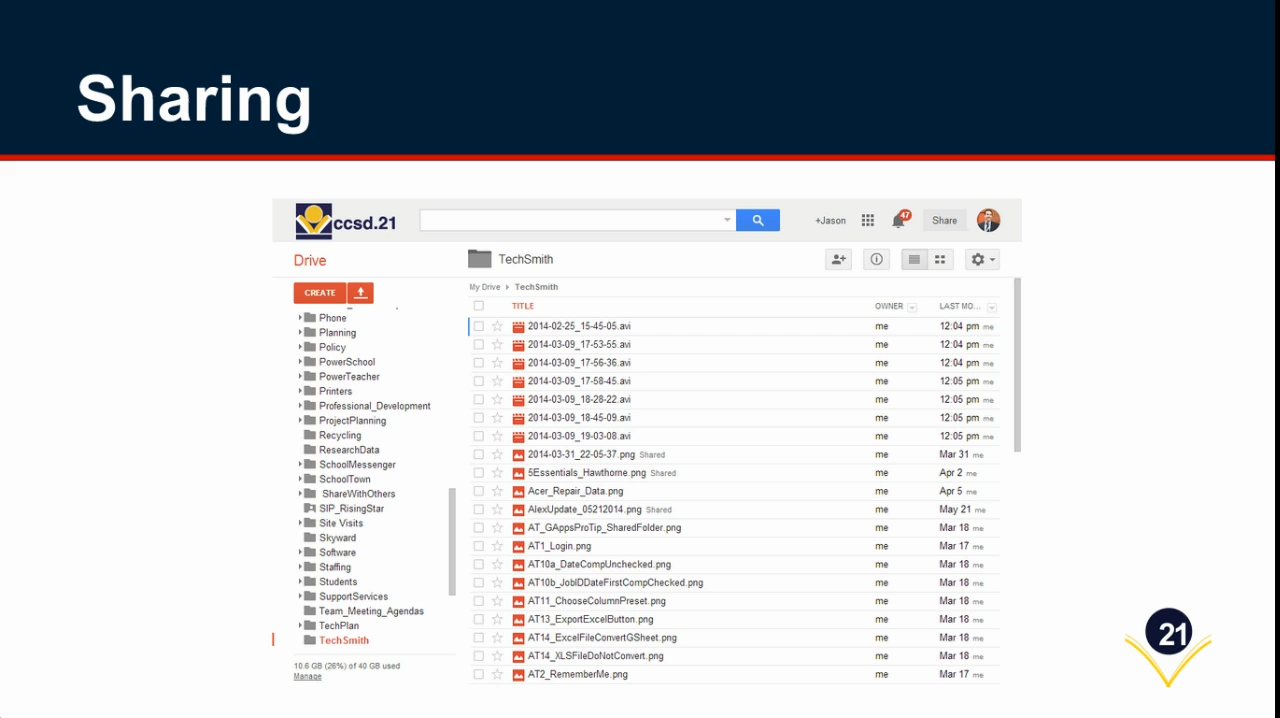 Sharing
ccsd.21
+Jason
47
Share
Drive
TechSmith
CREATE
My Drive › TechSmith
TITLE OWNER LAST MO...
Phone
Planning
Policy
PowerSchool
PowerTeacher
Printers
Professional_Development
ProjectPlanning
Recycling
ResearchData
SchoolMessenger
SchoolTown
ShareWithOthers
SIP_RisingStar
Site Visits
Skyward
Software
Staffing
Students
SupportServices
Team_Meeting_Agendas
TechPlan
TechSmith
10.6 GB (26%) of 40 GB used
Manage
2014-02-25_15-45-05.avi me 12:04 pm me
2014-03-09_17-53-55.avi me 12:04 pm me
2014-03-09_17-56-36.avi me 12:04 pm me
2014-03-09_17-58-45.avi me 12:05 pm me
2014-03-09_18-28-22.avi me 12:05 pm me
2014-03-09_18-45-09.avi me 12:05 pm me
2014-03-09_19-03-08.avi me 12:05 pm me
2014-03-31_22-05-37.png Shared me Mar 31 me
5Essentials_Hawthorne.png Shared me Apr 2 me
Acer_Repair_Data.png me Apr 5 me
AlexUpdate_05212014.png Shared me May 21 me
AT_GAppsProTip_SharedFolder.png me Mar 18 me
AT1_Login.png me Mar 17 me
AT10a_DateCompUnchecked.png me Mar 18 me
AT10b_JobIDDateFirstCompChecked.png me Mar 18 me
AT11_ChooseColumnPreset.png me Mar 18 me
AT13_ExportExcelButton.png me Mar 18 me
AT14_ExcelFileConvertGSheet.png me Mar 18 me
AT14_XLSFileDoNotConvert.png me Mar 18 me
AT2_RememberMe.png me Mar 17 me
21